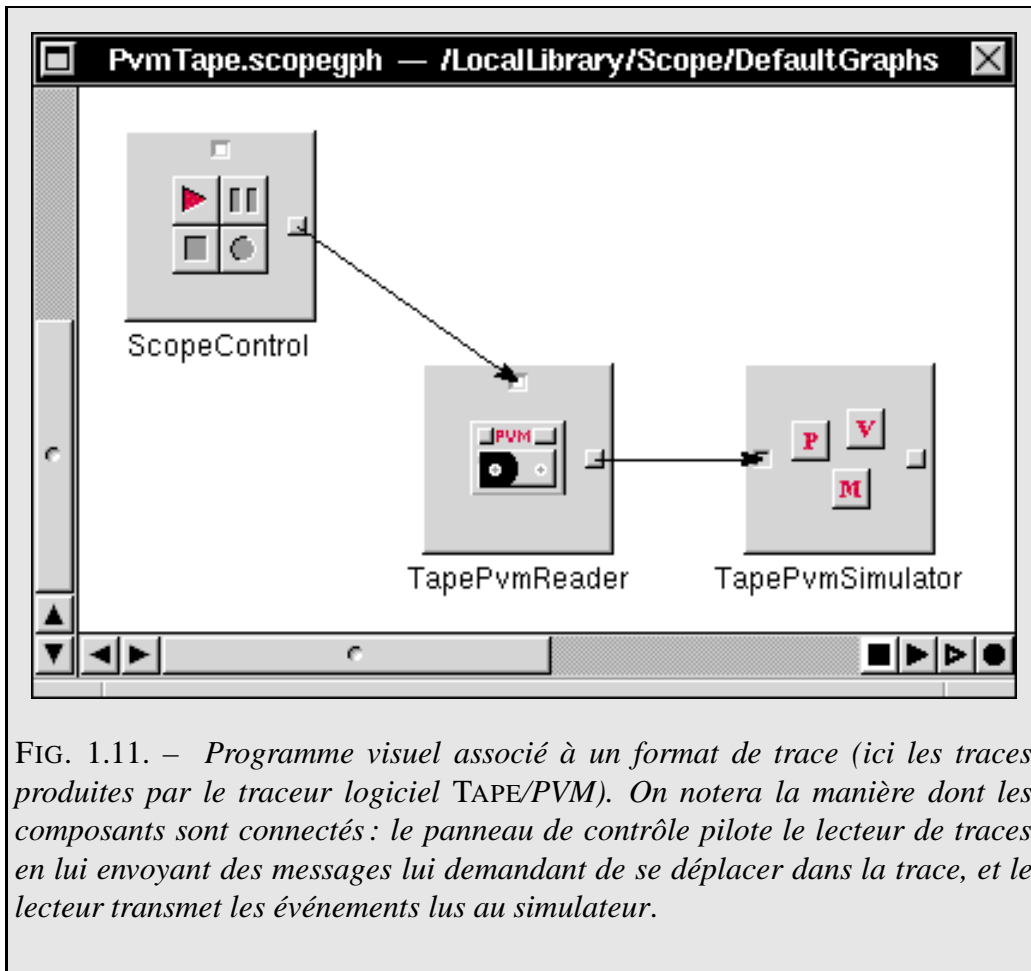 PvmTape.scopegph — /LocalLibrary/Scope/DefaultGraphs
ScopeControl
PVM
P V M
TapePvmReader TapePvmSimulator
FIG. 1.11. – Programme visuel associé à un format de trace (ici les traces
produites par le traceur logiciel TAPE/PVM). On notera la manière dont les
composants sont connectés : le panneau de contrôle pilote le lecteur de traces
en lui envoyant des messages lui demandant de se déplacer dans la trace, et le
lecteur transmet les événements lus au simulateur.